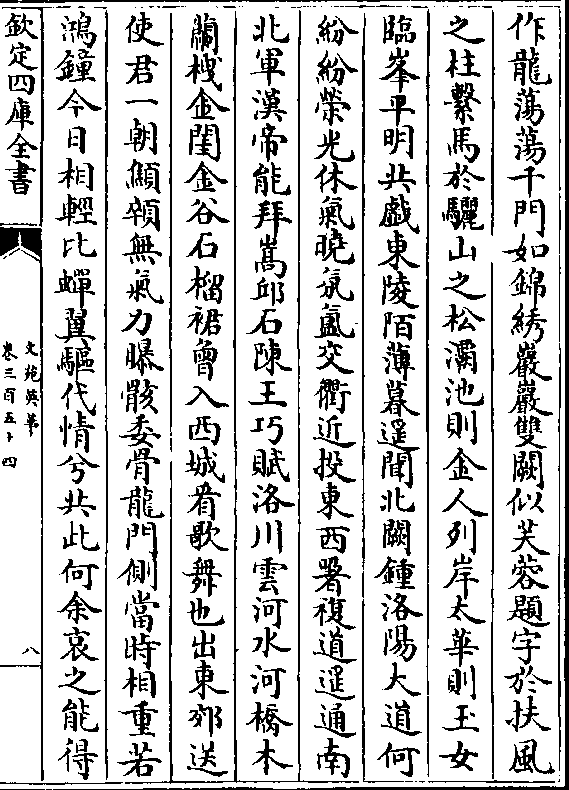 作龍蕩蕩千門如錦綉巖巖雙闕似芙蓉題字於扶風
之柱繫馬於驪山之松灞池則金人列岸太華則玉女
臨峯平明共戲東陵陌薄暮遥聞北闕鍾洛陽大道何
紛紛榮光休氣曉氛氲交衢近投東西署複道遥通南
北軍漢帝能拜嵩邱石陳王巧賦洛川雲河水河橋木
蘭栧金閨金谷石榴裙曾入西城㸔歌舞也出東郊送
使君一朝顛顇無氣力曝骸委骨龍門側當時相重若
鴻鐘今日相輕比蟬翼驅代情兮共此何余哀之能得
欽定四庫全書
文苑英華
卷三百五十四
八